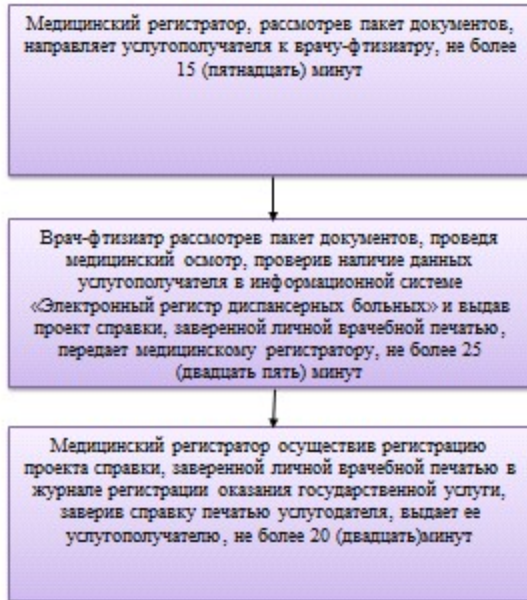 Медицинский регистратор, рассмотрев пакет документов,
направляет услугополучателя к врачу-фтизиатру, не более
15 (пятнадцать) минут
Врач-фтизиатр рассмотрев пакет документов, проведя
медицинский осмотр, проверив наличие данных
услугополучателя в информационной системе
«Электронный регистр диспансерных больных» и выдав
проект справки, заверенной личной врачебной печатью,
передает медицинскому регистратору, не более 25
(двадцать пять) минут
Медицинский регистратор осуществив регистрацию
проекта справки, заверенной личной врачебной печатью в
журнале регистрации оказания государственной услуги,
заверив справку печатью услугодателя, выдает ее
услугополучателю, не более 20 (двадцать)минут